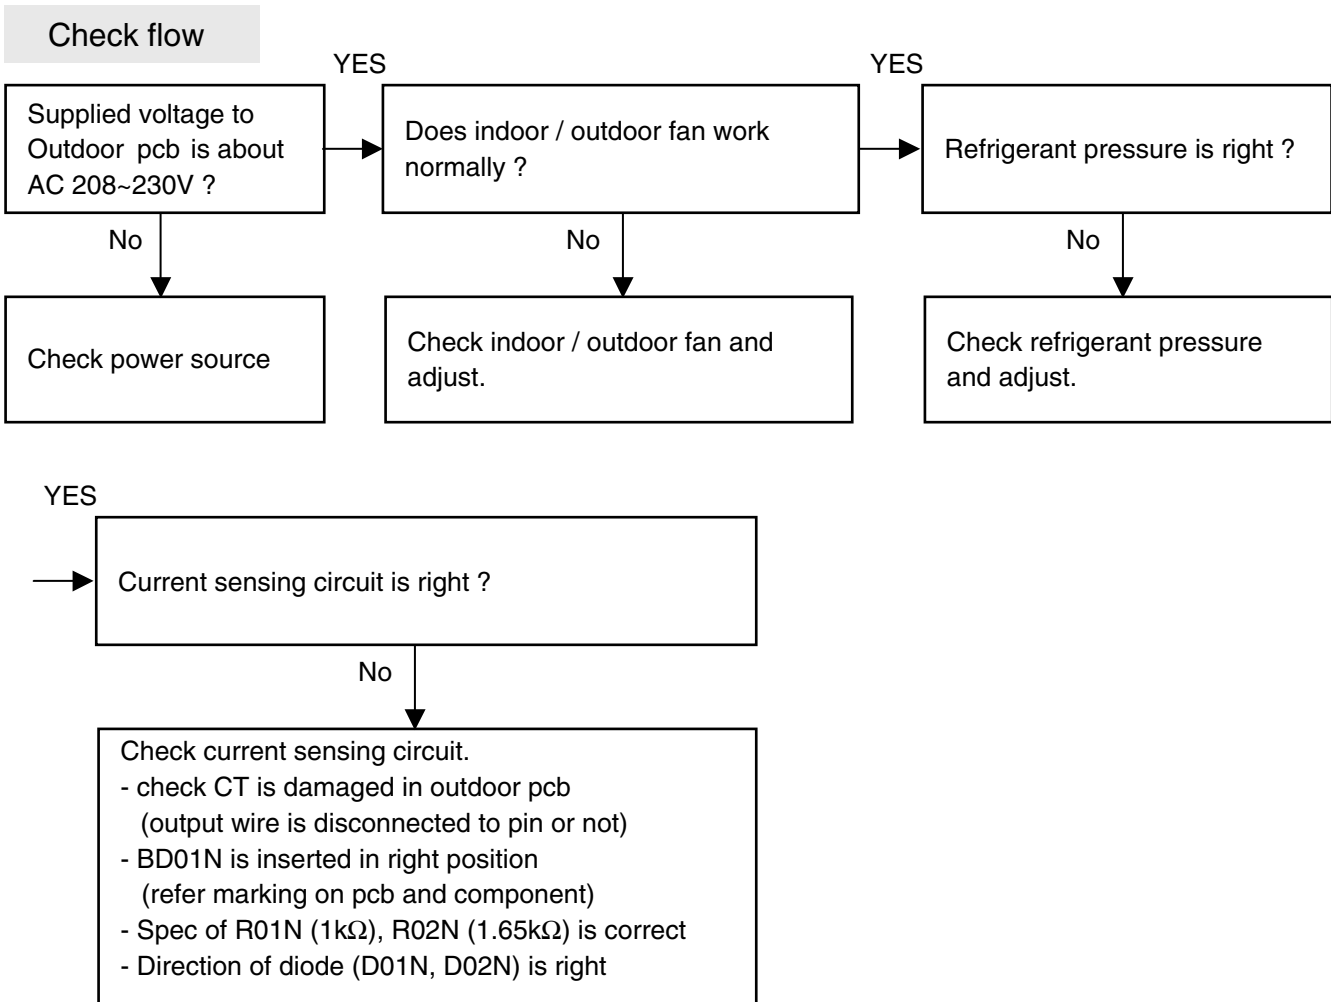 Check flow
YES
YES
Supplied voltage to
Outdoor pcb is about
AC 208~230V ?
Does indoor / outdoor fan work
normally ?
Refrigerant pressure is right ?
No
No
No
Check power source
Check indoor / outdoor fan and
adjust.
Check refrigerant pressure
and adjust.
YES
Current sensing circuit is right ?
No
Check current sensing circuit.
- check CT is damaged in outdoor pcb
(output wire is disconnected to pin or not)
- BD01N is inserted in right position
(refer marking on pcb and component)
- Spec of R01N (1kΩ), R02N (1.65kΩ) is correct
- Direction of diode (D01N, D02N) is right